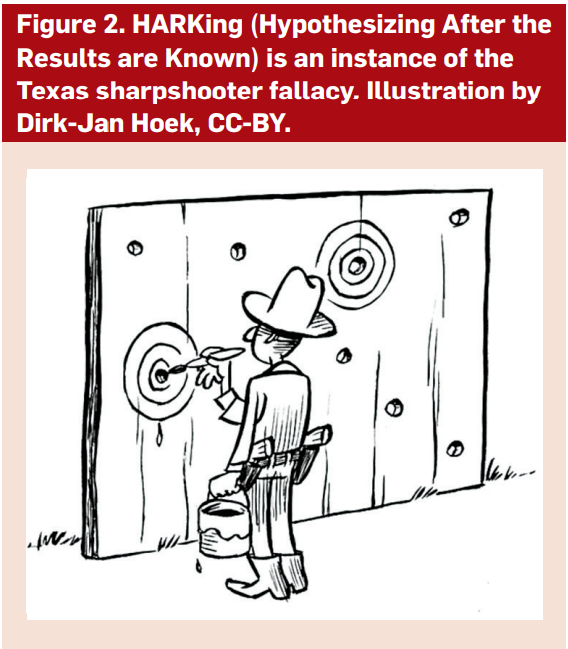 Figure 2. HARKing (Hypothesizing After the
Results are Known) is an instance of the
Texas sharpshooter fallacy. Illustration by
Dirk-Jan Hoek, CC-BY.